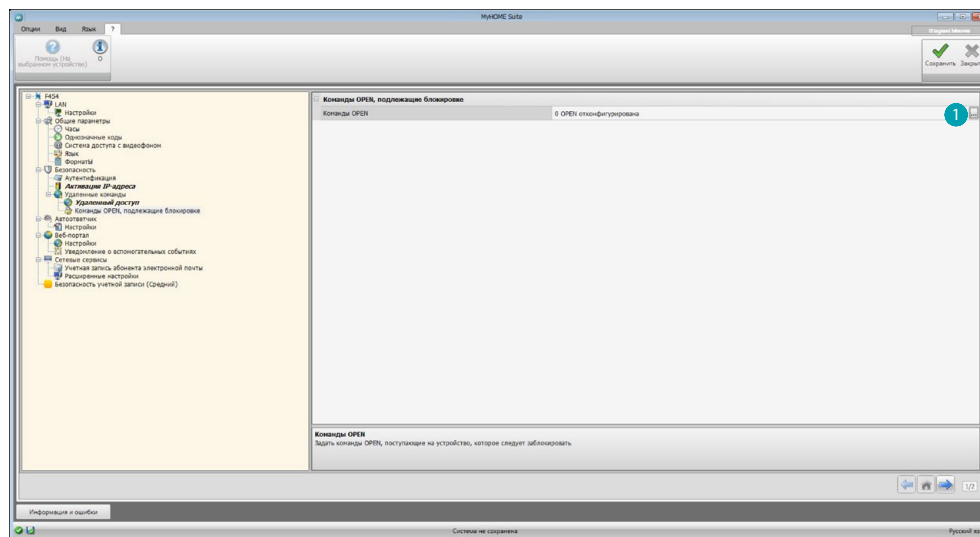 MyHOME Suite
Опции Вид Язык ?
Помощь (На выбранном устройстве)
О
Сохранить Закрыт
F454
LAN
Настройки
Общие параметры
Часы
Однозначные коды
Система доступа с видеофоном
Язык
Форматы
Безопасность
Аутентификация
Активация IP-адреса
Удаленные команды
Удаленный доступ
Команды OPEN, подлежащие блокировке
Автоответчик
Настройки
Веб-портал
Настройки
Уведомление о вспомогательных событиях
Сетевые сервисы
Учетная запись абонента электронной почты
Расширенные настройки
Безопасность учетной записи (Средний)
Команды OPEN, подлежащие блокировке
Команды OPEN 0 OPEN отконфигурирована
1
...
Команды OPEN
Задать команды OPEN, поступающие на устройство, которое следует заблокировать.
1/2
Информация и ошибки
Система не сохранена
Русский яз